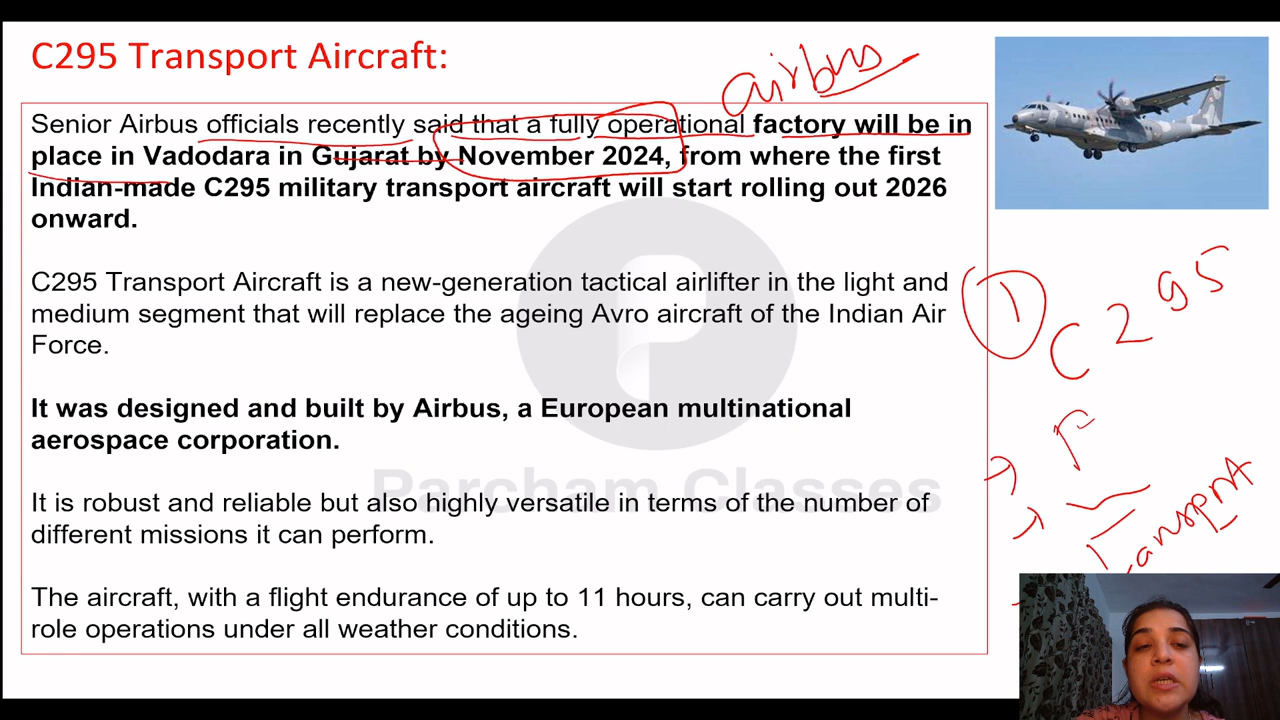 C295 Transport Aircraft:
airbus
Senior Airbus officials recently said that a fully operational factory will be in
place in Vadodara in Gujarat by November 2024, from where the first
Indian-made C295 military transport aircraft will start rolling out 2026
onward.
C295 Transport Aircraft is a new-generation tactical airlifter in the light and
medium segment that will replace the ageing Avro aircraft of the Indian Air
Force.
1
C295
It was designed and built by Airbus, a European multinational
aerospace corporation.
F
It is robust and reliable but also highly versatile in terms of the number of
different missions it can perform.
The aircraft, with a flight endurance of up to 11 hours, can carry out multi-
role operations under all weather conditions.
Parcham Classes